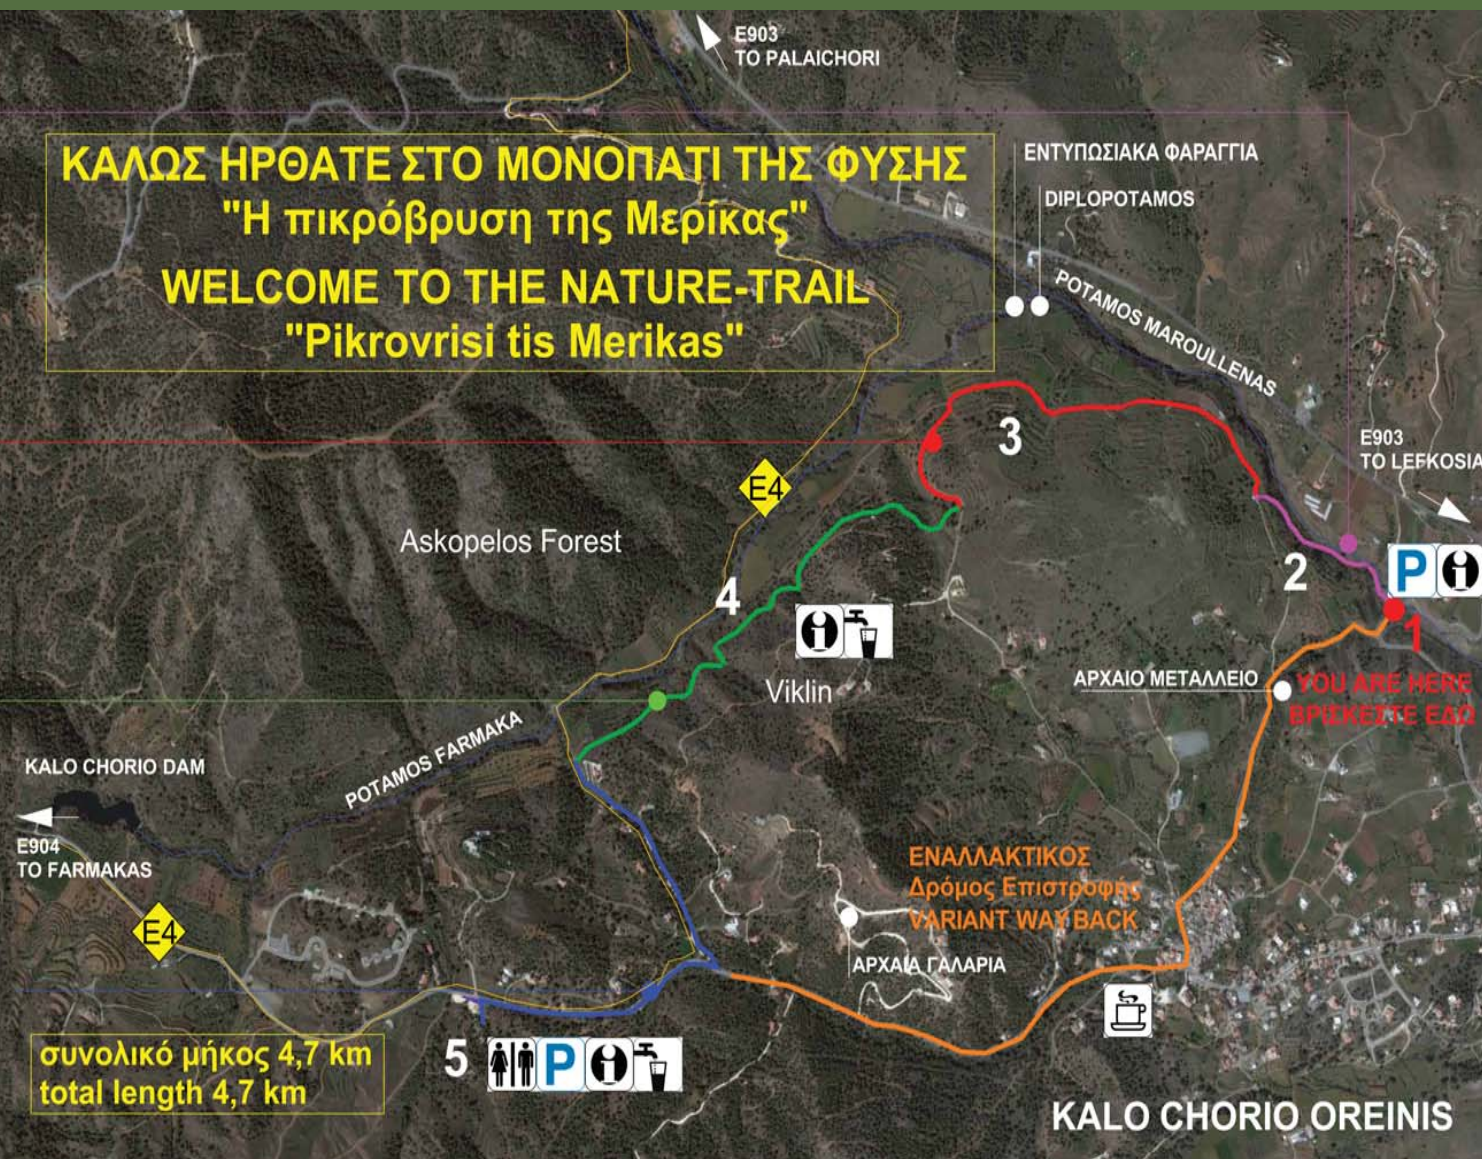 E903
TO PALAICHORI
ΚΑΛΩΣ ΗΡΘΑΤΕ ΣΤΟ ΜΟΝΟΠΑΤΙ ΤΗΣ ΦΥΣΗΣ
"Η πικρόβρυση της Μερίκας"
WELCOME TO THE NATURE-TRAIL
"Pikrovrisi tis Merikas"
ΕΝΤΥΠΩΣΙΑΚΑ ΦΑΡΑΓΓΙΑ
DIPLOPOTAMOS
POTAMOS MAROULLENAS
3
E903
TO LEFKOSIA
E4
Askopelos Forest
4
2
P i
1
i
Viklin
ΑΡΧΑΙΟ ΜΕΤΑΛΛΕΙΟ
YOU ARE HERE
ΒΡΙΣΚΕΣΤΕ ΕΔΩ
POTAMOS FARMAKA
KALO CHORIO DAM
E904
TO FARMAKAS
E4
ΕΝΑΛΛΑΚΤΙΚΟΣ
Δρόμος Επιστροφής
VARIANT WAY BACK
ΑΡΧΑΙΑ ΓΑΛΑΡΙΑ
συνολικό μήκος 4,7 km
total length 4,7 km
5
P i
KALO CHORIO OREINIS